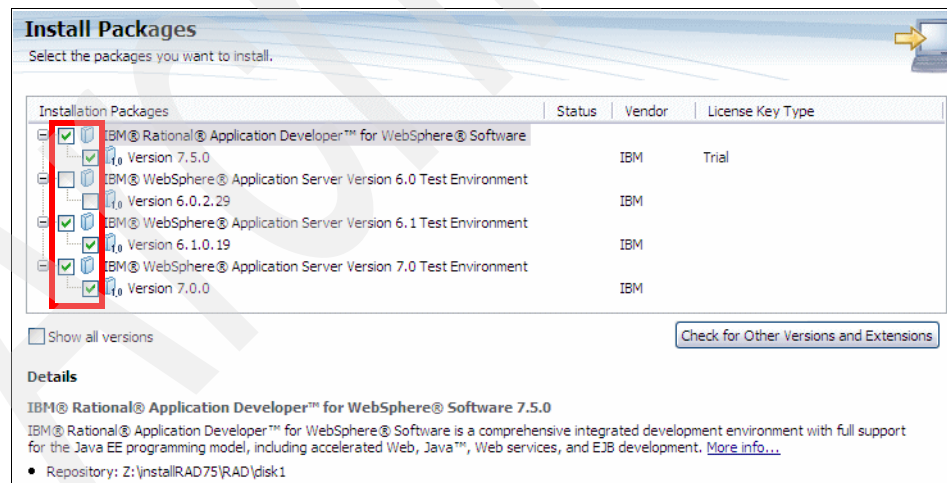 Install Packages
Select the packages you want to install.
Installation Packages Status Vendor License Key Type
IBM® Rational® Application Developer™ for WebSphere® Software
Version 7.5.0 IBM Trial
IBM® WebSphere® Application Server Version 6.0 Test Environment
Version 6.0.2.29 IBM
IBM® WebSphere® Application Server Version 6.1 Test Environment
Version 6.1.0.19 IBM
IBM® WebSphere® Application Server Version 7.0 Test Environment
Version 7.0.0 IBM
Show all versions Check for Other Versions and Extensions
Details
IBM® Rational® Application Developer™ for WebSphere® Software 7.5.0
IBM® Rational® Application Developer™ for WebSphere® Software is a comprehensive integrated development environment with full support
for the Java EE programming model, including accelerated Web, Java™, Web services, and EJB development. More info...
• Repository: Z:\installRAD75\RAD\disk1